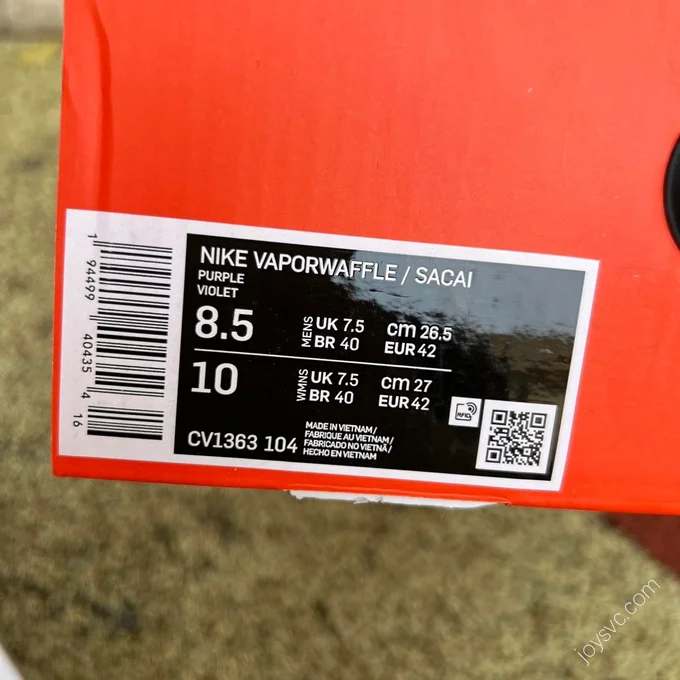 1 94499 40435 4 16
NIKE VAPORWAFFLE / SACAI
PURPLE
VIOLET
8.5 MENS UK 7.5 cm 26.5
BR 40 EUR 42
10 WMNS UK 7.5 cm 27
BR 40 EUR 42
CV1363 104
MADE IN VIETNAM/
FABRIQUE AU VIETNAM/
FABRICADO NO VIETNÃ/
HECHO EN VIETNAM
RFID
joysvc.com